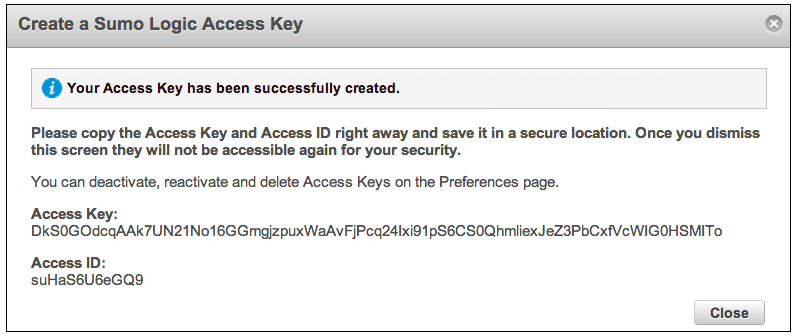 Create a Sumo Logic Access Key
Your Access Key has been successfully created.
Please copy the Access Key and Access ID right away and save it in a secure location. Once you dismiss
this screen they will not be accessible again for your security.
You can deactivate, reactivate and delete Access Keys on the Preferences page.
Access Key:
DkS0GOdcqAAk7UN21No16GGmgjzpuxWaAvFjPcq24Ixi91pS6CS0QhmliexJeZ3PbCxfVcWIG0HSMITo
Access ID:
suHaS6U6eGQ9
Close